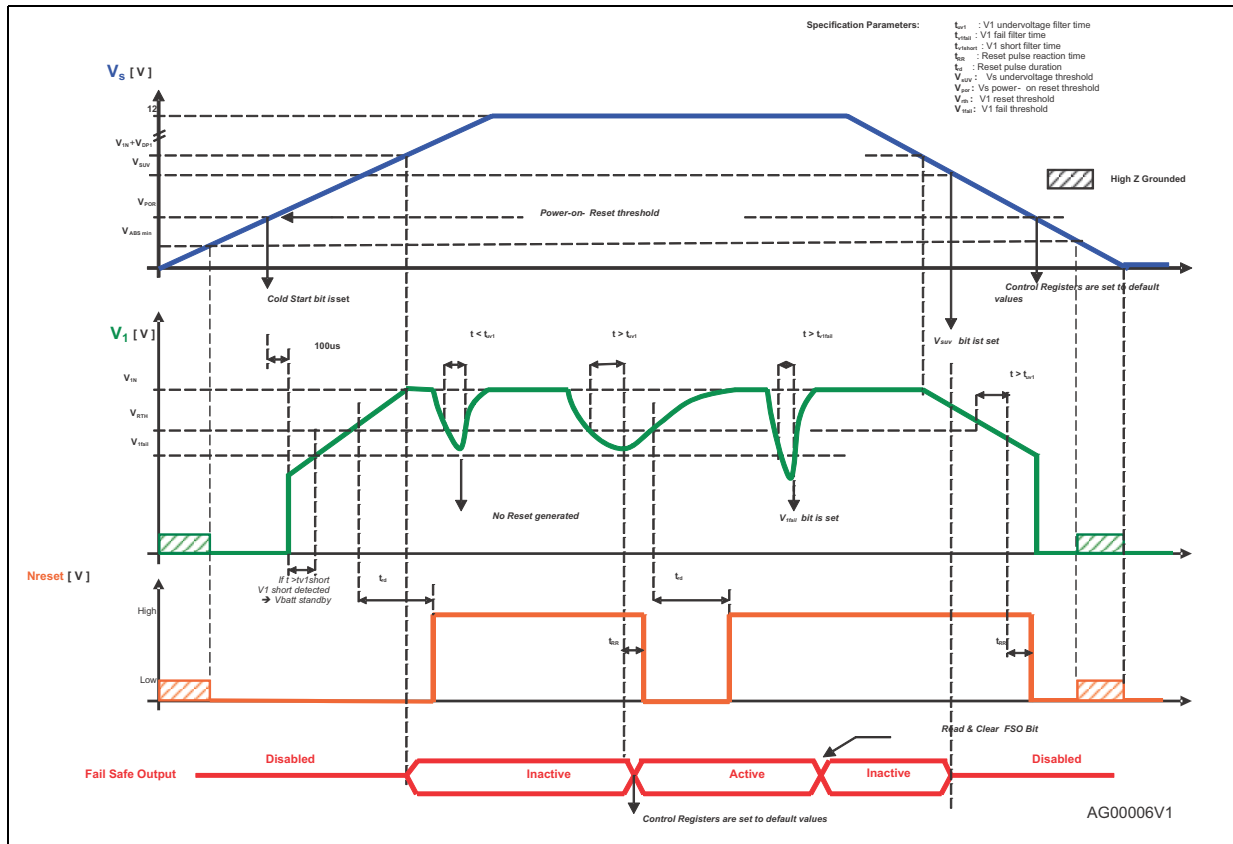 Specification Parameters:
tuv1 : V1 undervoltage filter time
tv1fail : V1 fail filter time
tv1short : V1 short filter time
tRR : Reset pulse reaction time
trd : Reset pulse duration
VsUV : Vs undervoltage threshold
Vpor : Vs power- on reset threshold
Vrth : V1 reset threshold
V1fail : V1 fail threshold
Vs [ V ]
12
V1N+VDP1
VSUV
VPOR
VABS min
High Z Grounded
Power-on- Reset threshold
Cold Start bit is set
Control Registers are set to default values
VSUV bit ist set
V1 [ V ]
100us
t < tuv1
t > tuv1
t > tv1fail
t > tuv1
V1N
VRTH
V1fail
No Reset generated
V1fail bit is set
Nreset [ V ]
If t >tv1short
V1 short detected
→ Vbatt standby
trd
trd
High
tRR
tRR
Low
Read & Clear FSO Bit
Fail Safe Output
Disabled
Inactive
Active
Inactive
Disabled
Control Registers are set to default values
AG00006V1